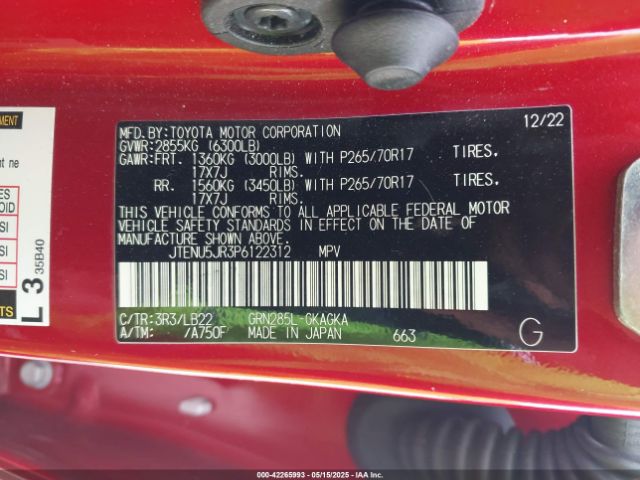 MFD. BY: TOYOTA MOTOR CORPORATION 12/22
GVWR: 2855KG (6300LB)
GAWR: FRT. 1360KG (3000LB) WITH P265/70R17 TIRES.
17X7J RIMS.
RR. 1560KG (3450LB) WITH P265/70R17 TIRES.
17X7J RIMS.
THIS VEHICLE CONFORMS TO ALL APPLICABLE FEDERAL MOTOR
VEHICLE SAFETY STANDARDS IN EFFECT ON THE DATE OF
MANUFACTURE SHOWN ABOVE.
JTENU5JR3P6122312 MPV
C/TR: 3R3/LB22 GRN285L-GKAGKA
A/TM: /A750F MADE IN JAPAN 663 G
L 3 35B40
000-42265993 - 05/15/2025 - IAAI.COM